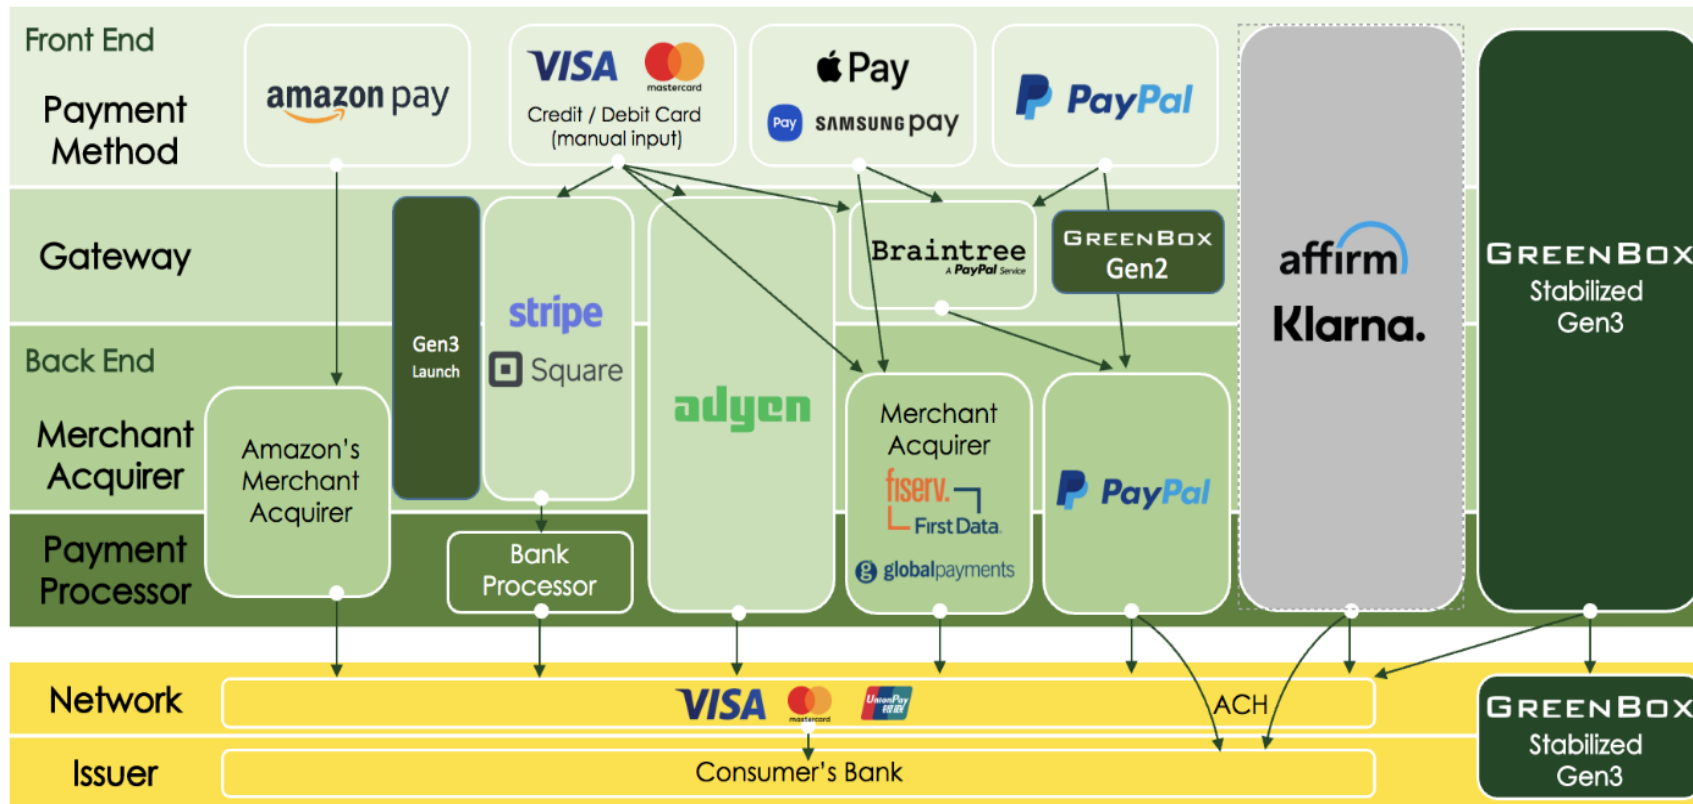 Front End
Payment
Method
amazon pay
VISA
mastercard
Credit / Debit Card
(manual input)
Pay
Pay
SAMSUNG pay
PayPal
Gateway
Gen3
Launch
stripe
Square
adyen
Braintree
A PayPal Service
GREENBOX
Gen2
affirm
Klarna.
GREENBOX
Stabilized
Gen3
Back End
Merchant
Acquirer
Amazon's
Merchant
Acquirer
Merchant
Acquirer
fiserv.
First Data.
globalpayments
PayPal
Payment
Processor
Bank
Processor
Network
VISA
mastercard
UnionPay
银联
ACH
GREENBOX
Stabilized
Gen3
Issuer
Consumer's Bank